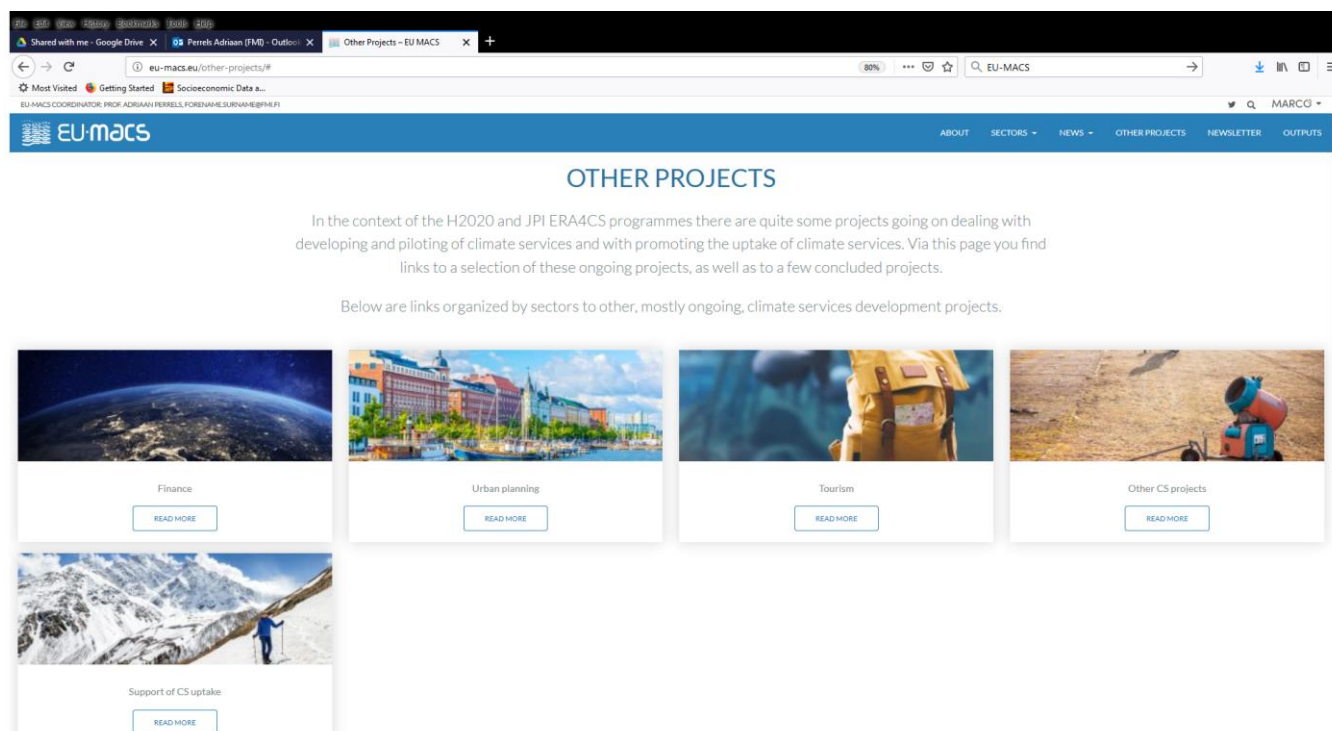 File Edit View History Bookmarks Tools Help
Shared with me - Google Drive X Perrels Adriaan (FMI) - Outlook X Other Projects – EU MACS X +
eu-macs.eu/other-projects/# 80% EU-MACS
Most Visited Getting Started Socioeconomic Data a...
EU-MACS COORDINATOR: PROF. ADRIAAN PERRELS, FORENAME.SURNAME@FMI.FI MARCO
EU-MACS ABOUT SECTORS NEWS OTHER PROJECTS NEWSLETTER OUTPUTS
OTHER PROJECTS
In the context of the H2020 and JPI ERA4CS programmes there are quite some projects going on dealing with
developing and piloting of climate services and with promoting the uptake of climate services. Via this page you find
links to a selection of these ongoing projects, as well as to a few concluded projects.
Below are links organized by sectors to other, mostly ongoing, climate services development projects.
Finance
READ MORE
Urban planning
READ MORE
Tourism
READ MORE
Other CS projects
READ MORE
Support of CS uptake
READ MORE